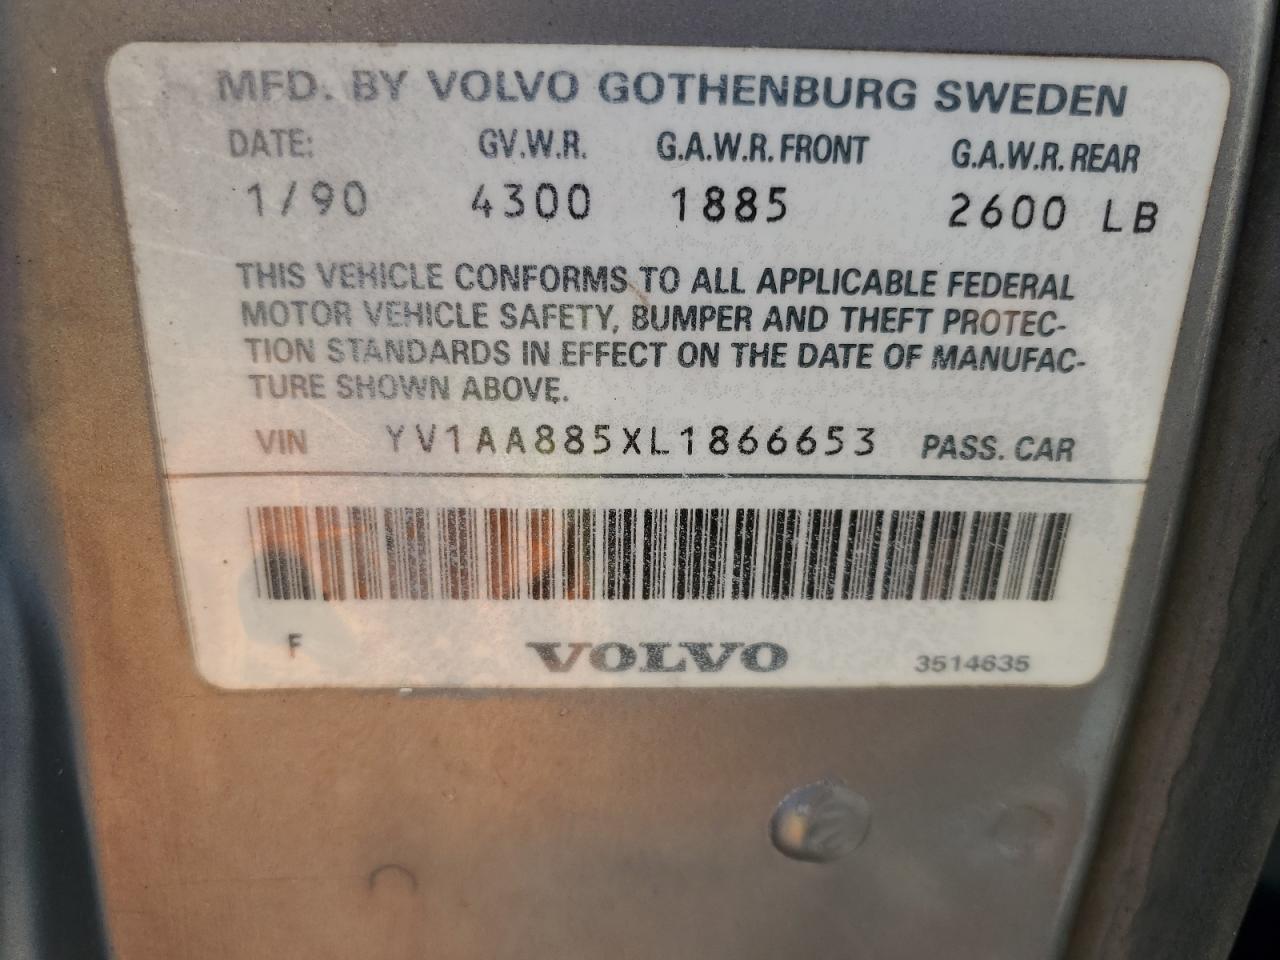 MFD. BY VOLVO GOTHENBURG SWEDEN
DATE: GV.W.R. G.A.W.R. FRONT G.A.W.R. REAR
1/90 4300 1885 2600 LB
THIS VEHICLE CONFORMS TO ALL APPLICABLE FEDERAL
MOTOR VEHICLE SAFETY, BUMPER AND THEFT PROTEC-
TION STANDARDS IN EFFECT ON THE DATE OF MANUFAC-
TURE SHOWN ABOVE.
VIN YV1AA885XL1866653 PASS. CAR
F VOLVO 3514635